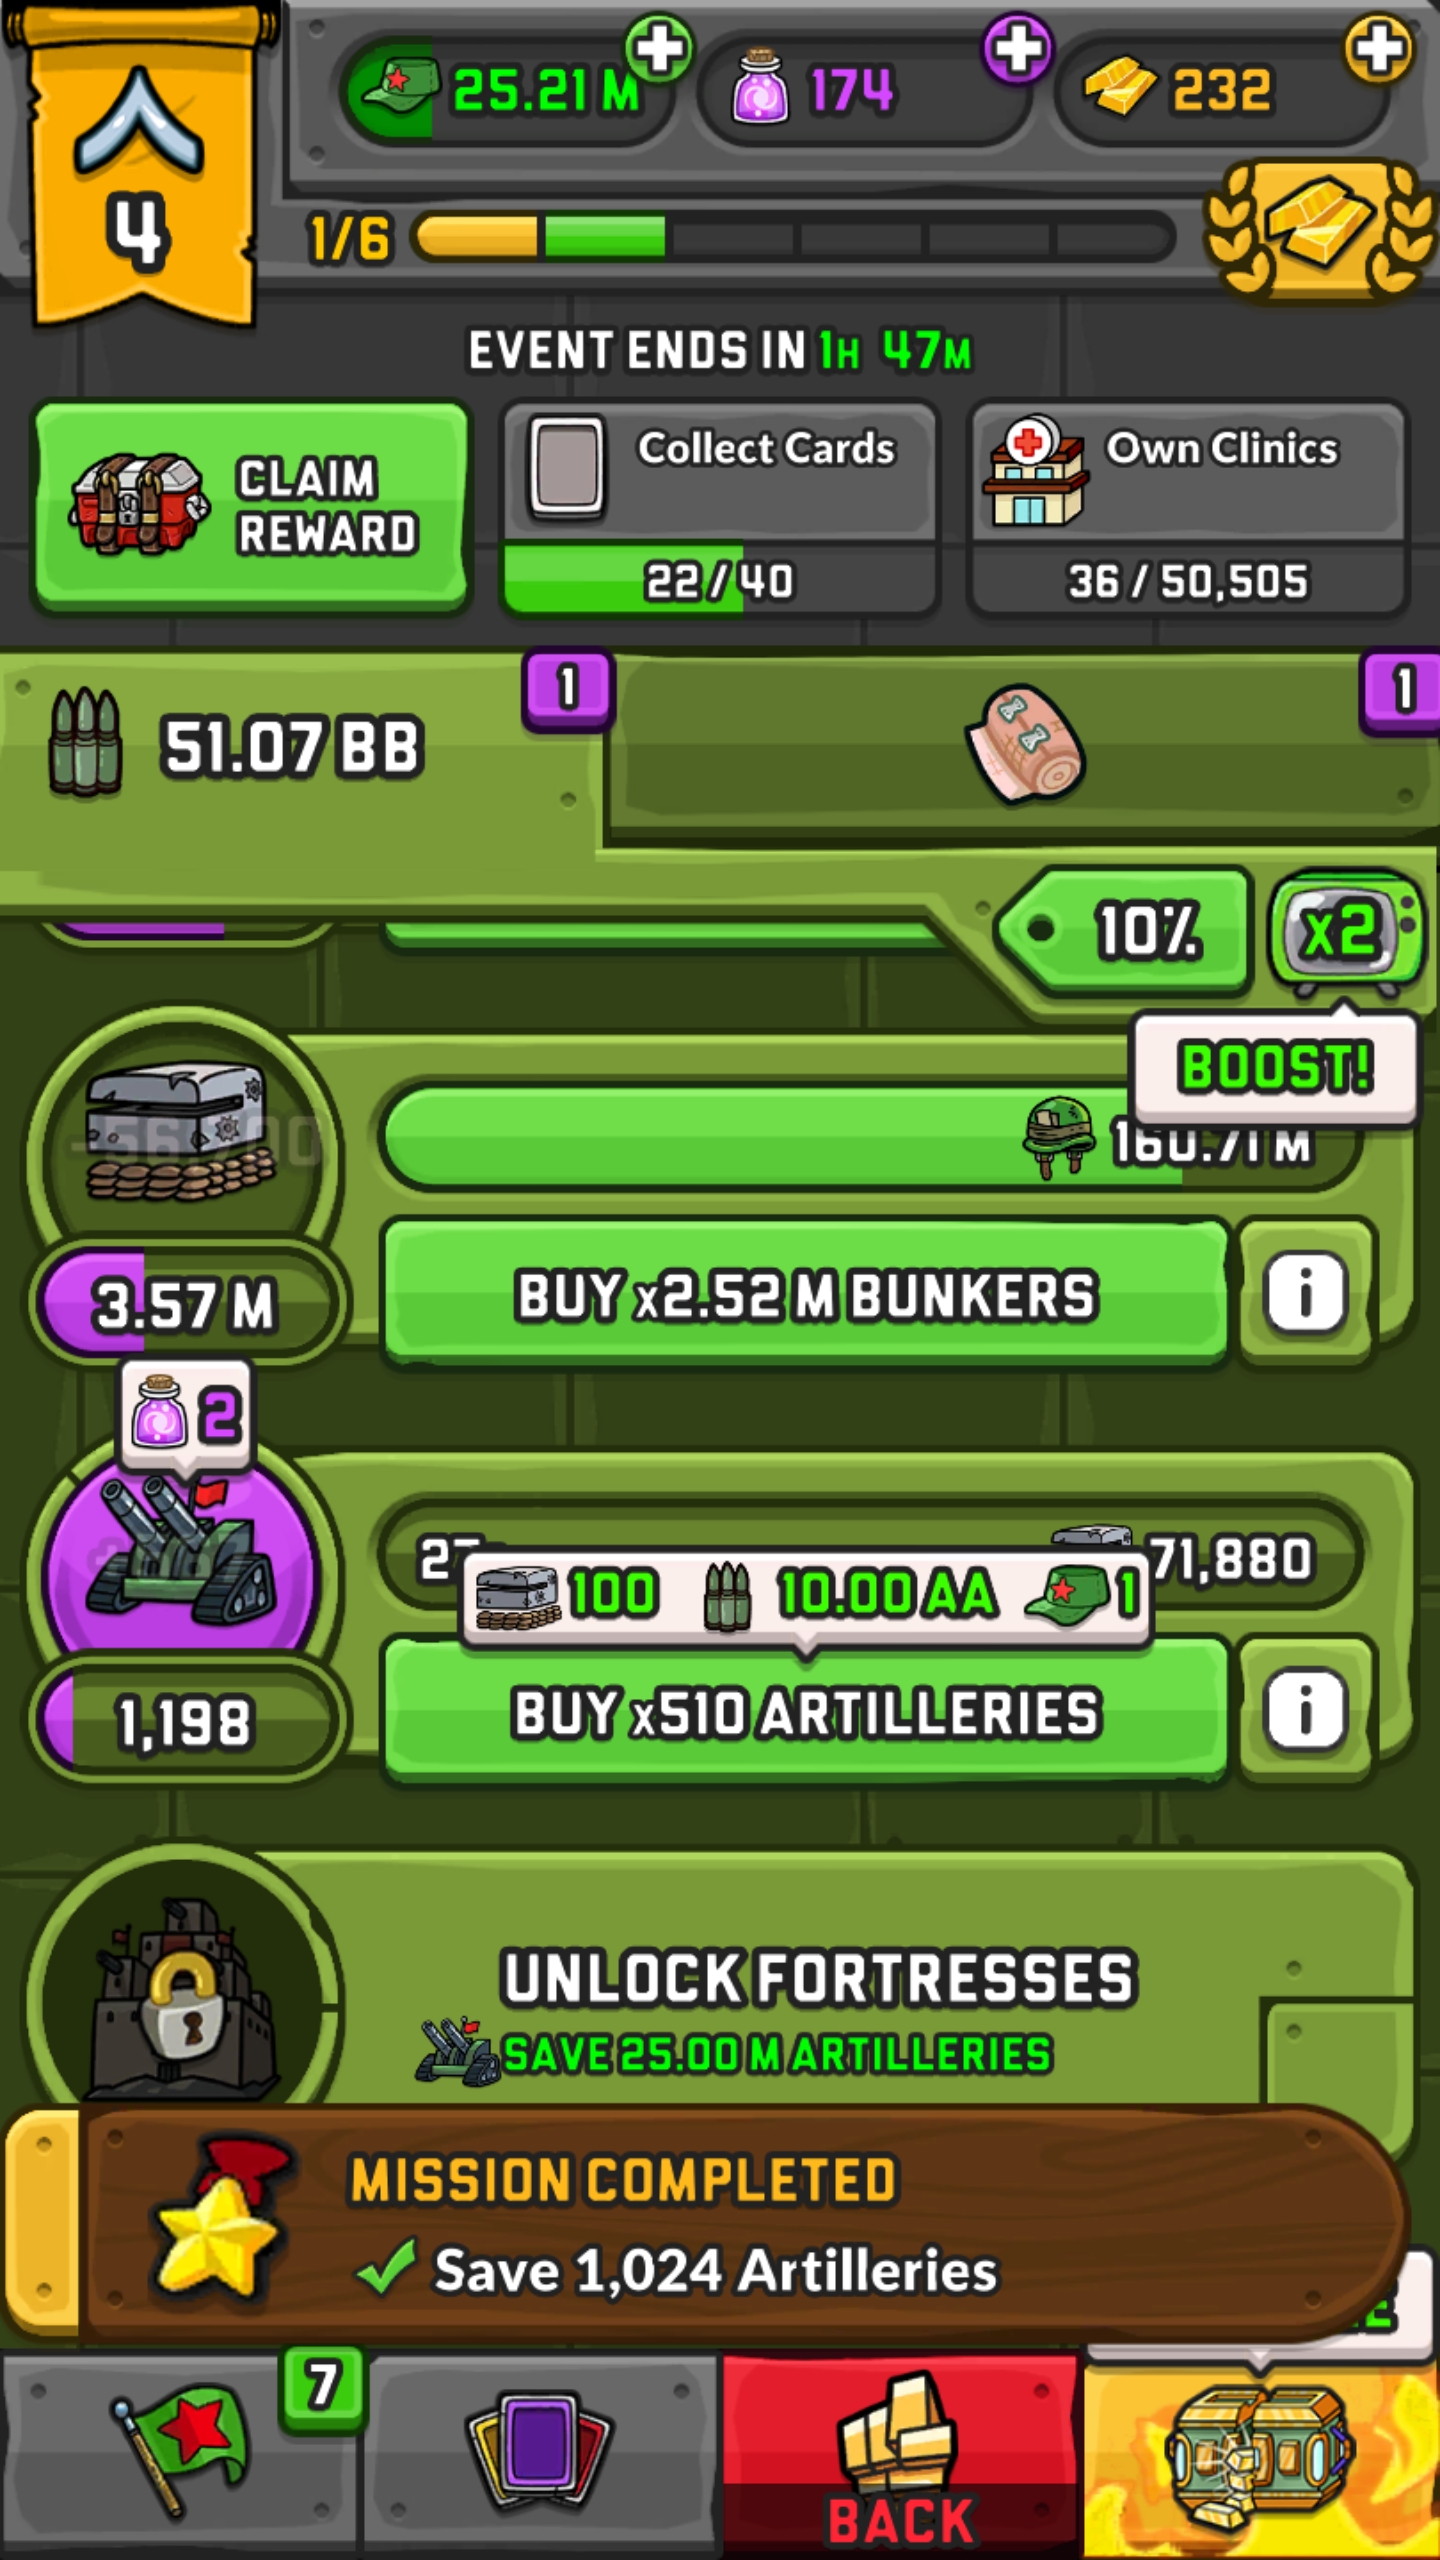 25.21 M
174
232
4
1/6
EVENT ENDS IN 1H 47M
CLAIM
REWARD
Collect Cards
22 / 40
Own Clinics
36 / 50,505
51.07 BB
1
1
10%
x2
BOOST!
160.71 M
3.57 M
BUY x2.52 M BUNKERS
i
2
71,880
100
10.00 AA
1
1,198
BUY x510 ARTILLERIES
i
UNLOCK FORTRESSES
SAVE 25.00 M ARTILLERIES
MISSION COMPLETED
Save 1,024 Artilleries
7
BACK